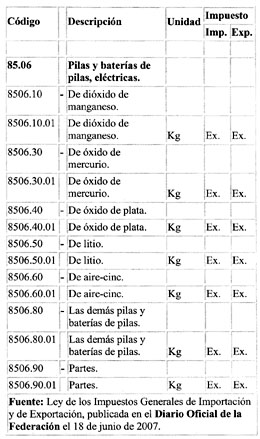 Código Descripción Unidad Impuesto
Imp. Exp.
85.06 Pilas y baterías de
pilas, eléctricas.
8506.10 - De dióxido de
manganeso.
8506.10.01 De dióxido de
manganeso. Kg Ex. Ex.
8506.30 - De óxido de
mercurio.
8506.30.01 De óxido de
mercurio. Kg Ex. Ex.
8506.40 - De óxido de plata.
8506.40.01 De óxido de plata. Kg Ex. Ex.
8506.50 - De litio.
8506.50.01 De litio. Kg Ex. Ex.
8506.60 - De aire-cinc.
8506.60.01 De aire-cinc. Kg Ex. Ex.
8506.80 - Las demás pilas y
baterías de pilas.
8506.80.01 Las demás pilas y
baterías de pilas. Kg Ex. Ex.
8506.90 - Partes.
8506.90.01 Partes. Kg Ex. Ex.
Fuente: Ley de los Impuestos Generales de Importación
y de Exportación, publicada en el Diario Oficial de la
Federación el 18 de junio de 2007.